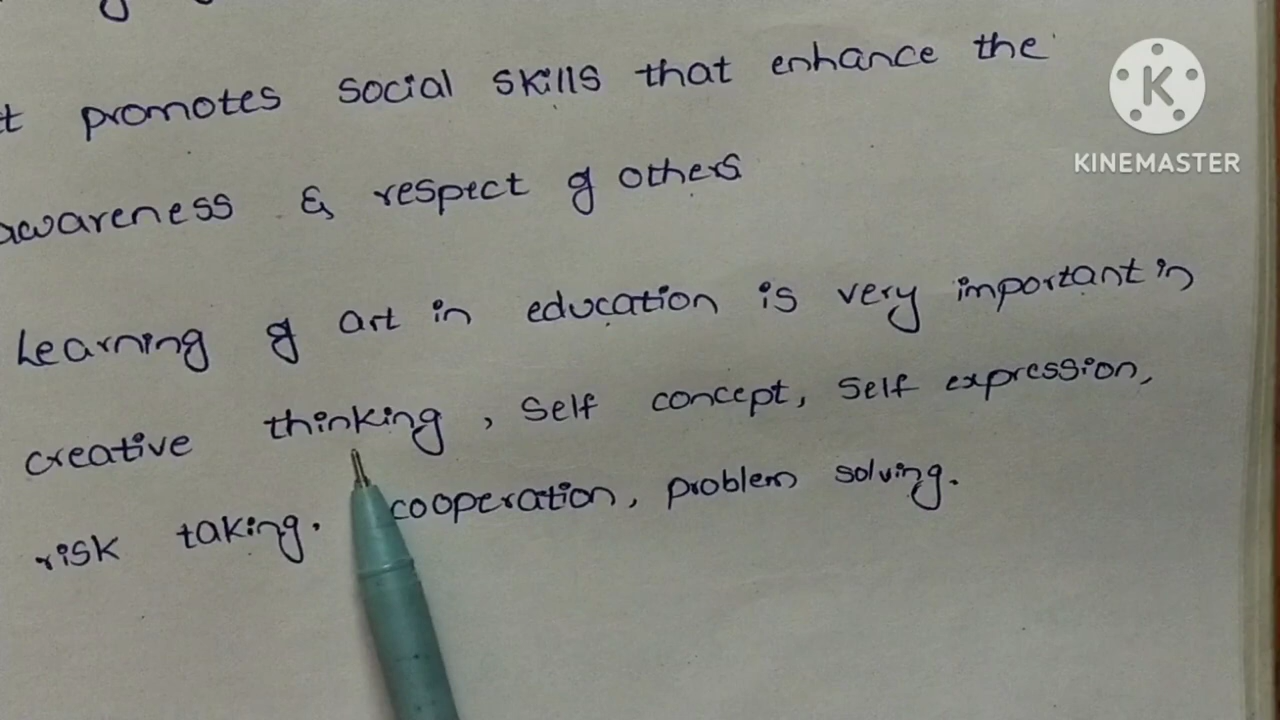 promotes social skills that enhance the
awareness & respect of others
Learning of art in education is very important in
creative thinking, Self concept, Self expression,
risk taking. cooperation, problem solving.
K
KINEMASTER